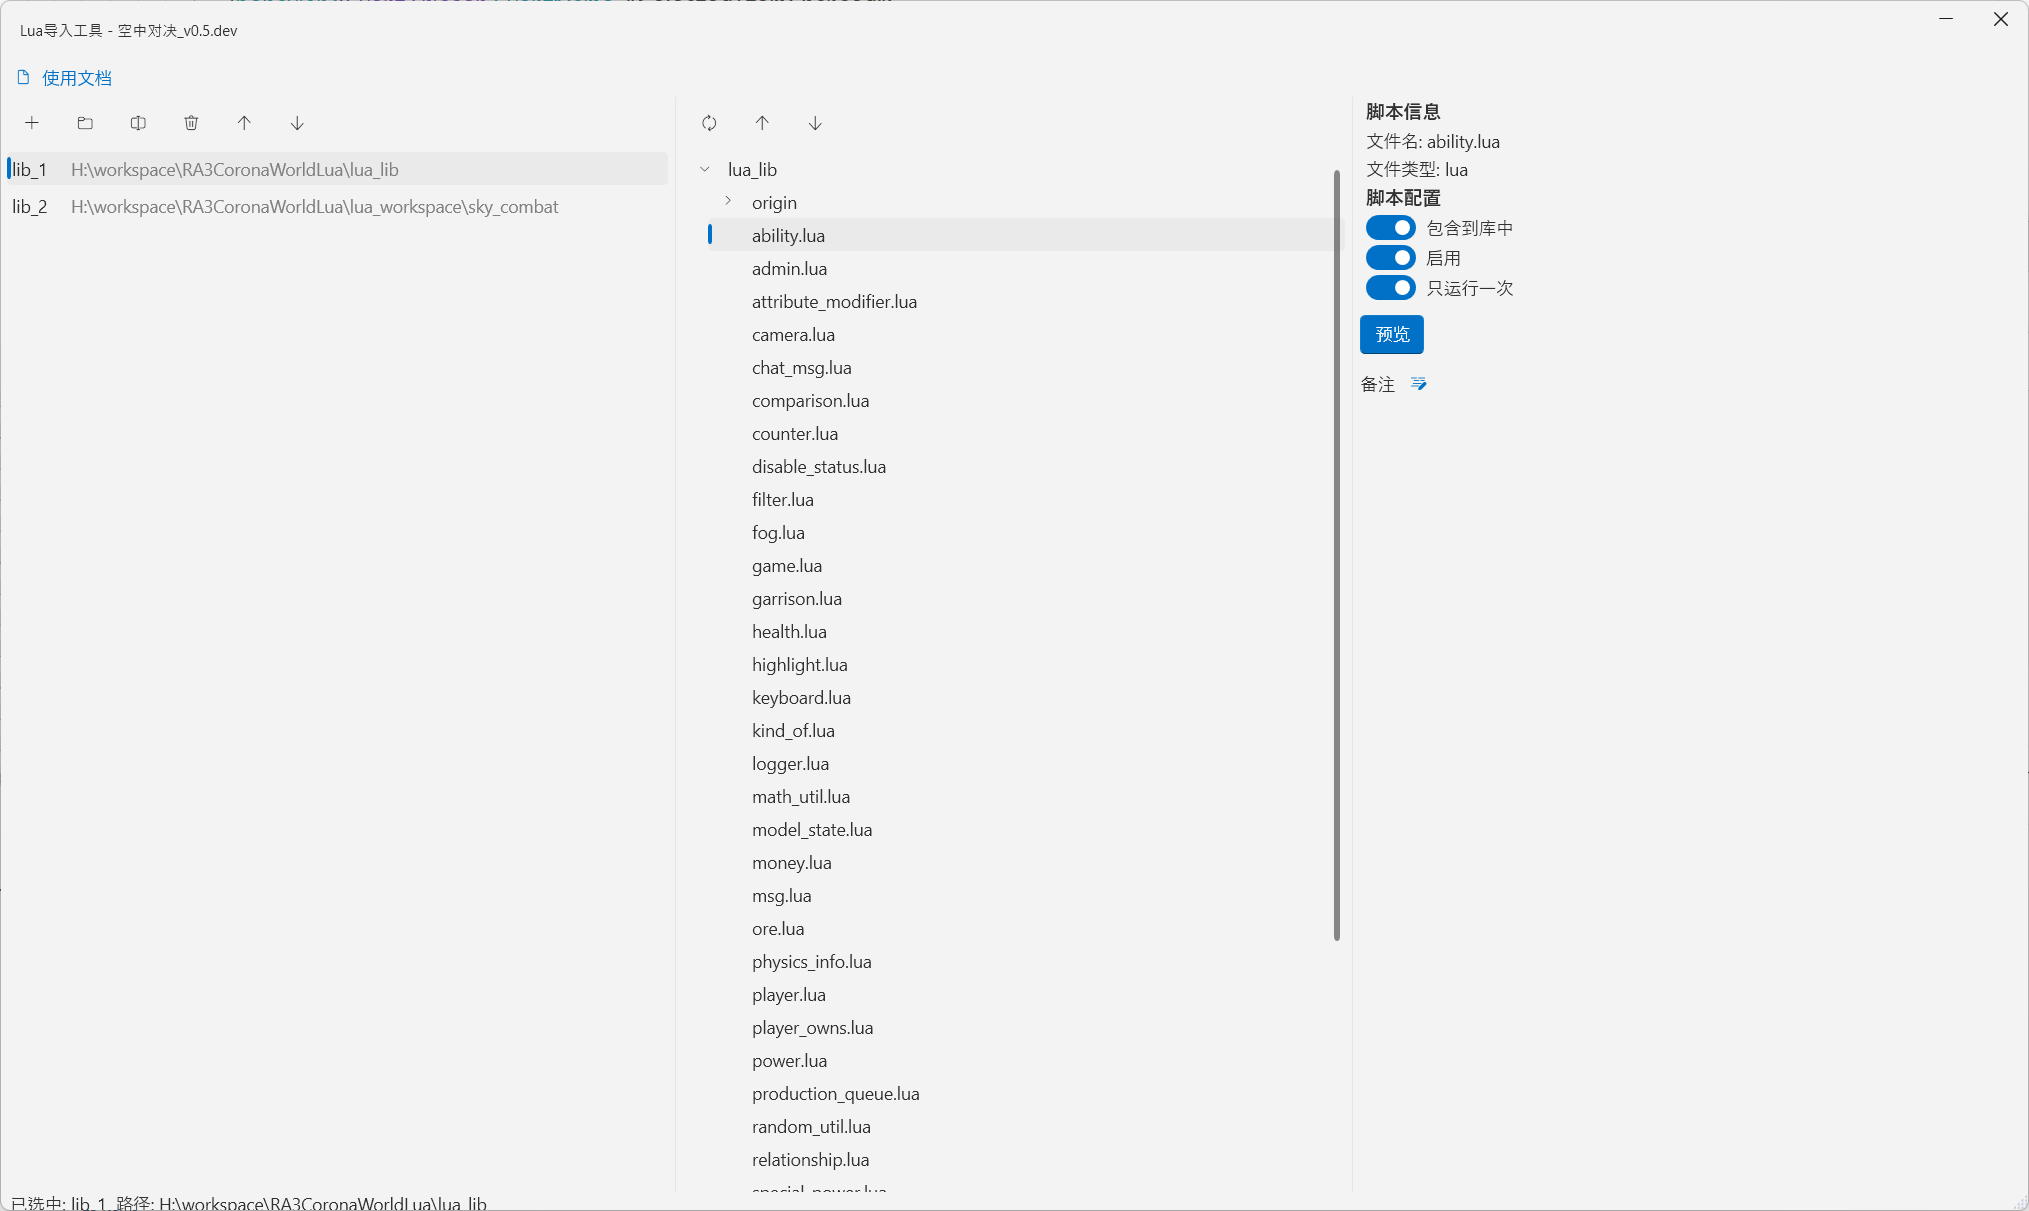 Lua导入工具 - 空中对决_v0.5.dev
使用文档
lib_1 H:\workspace\RA3CoronaWorldLua\lua_lib
lib_2 H:\workspace\RA3CoronaWorldLua\lua_workspace\sky_combat
lua_lib
origin
ability.lua
admin.lua
attribute_modifier.lua
camera.lua
chat_msg.lua
comparison.lua
counter.lua
disable_status.lua
filter.lua
fog.lua
game.lua
garrison.lua
health.lua
highlight.lua
keyboard.lua
kind_of.lua
logger.lua
math_util.lua
model_state.lua
money.lua
msg.lua
ore.lua
physics_info.lua
player.lua
player_owns.lua
power.lua
production_queue.lua
random_util.lua
relationship.lua
special_power.lua
脚本信息
文件名: ability.lua
文件类型: lua
脚本配置
包含到库中
启用
只运行一次
预览
备注
已选中: lib_1, 路径: H:\workspace\RA3CoronaWorldLua\lua_lib